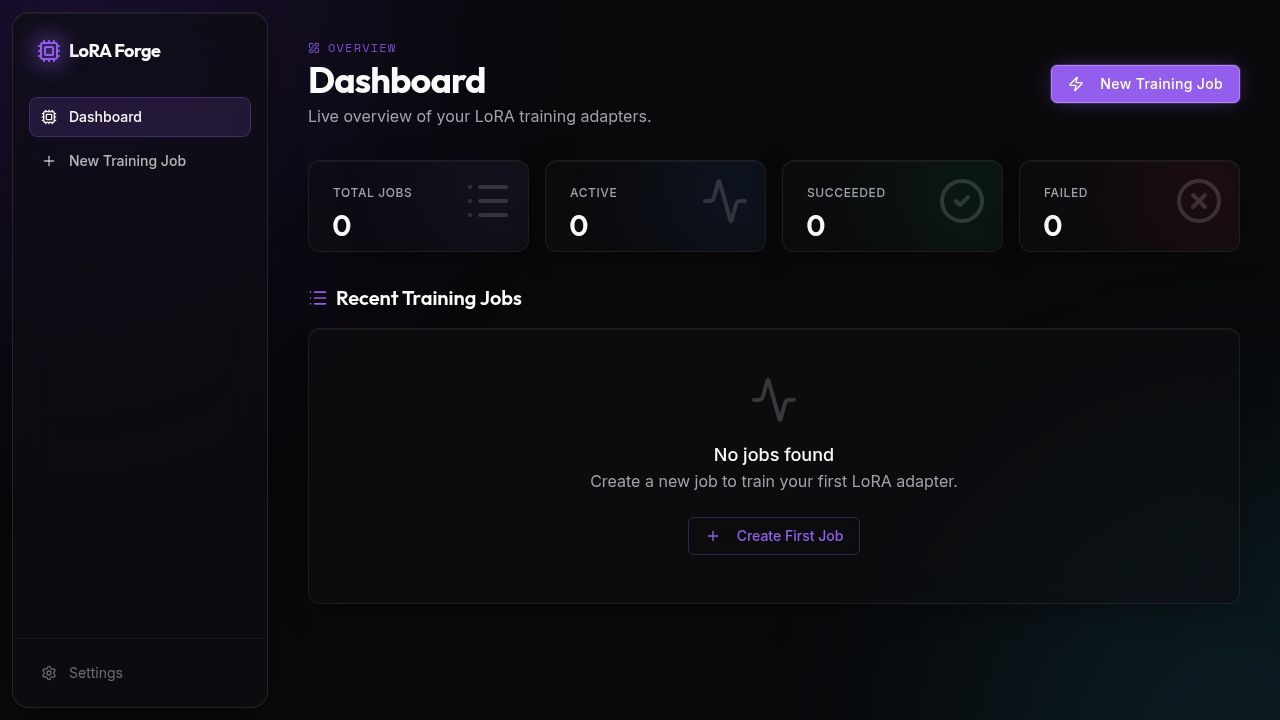 LoRA Forge
Dashboard
New Training Job
Settings
OVERVIEW
Dashboard
Live overview of your LoRA training adapters.
New Training Job
TOTAL JOBS
0
ACTIVE
0
SUCCEEDED
0
FAILED
0
Recent Training Jobs
No jobs found
Create a new job to train your first LoRA adapter.
Create First Job